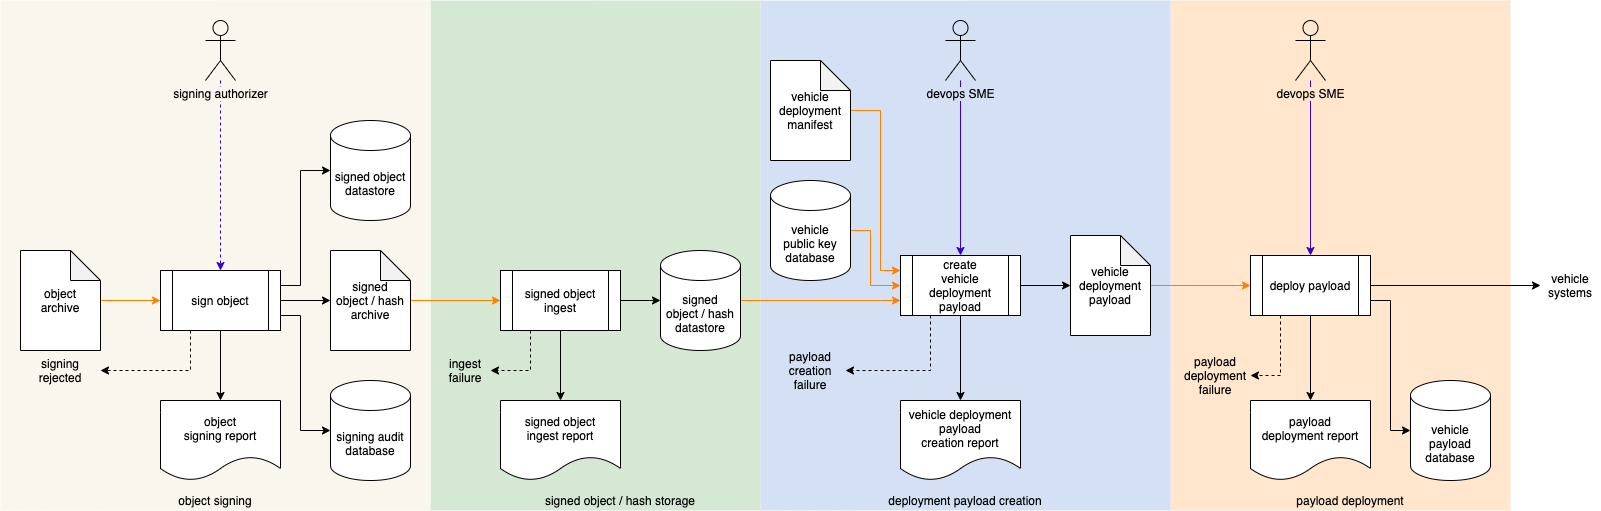 signing authorizer
signed object
datastore
object
archive
sign object
signed
object / hash
archive
signing
rejected
object
signing report
signing audit
database
object signing
signed object
ingest
signed
object / hash
datastore
ingest
failure
signed object
ingest report
signed object / hash storage
devops SME
vehicle
deployment
manifest
vehicle
public key
database
create
vehicle
deployment
payload
vehicle
deployment
payload
payload
creation
failure
vehicle deployment
payload
creation report
deployment payload creation
devops SME
deploy payload
vehicle
systems
payload
deployment
failure
payload
deployment report
vehicle
payload
database
payload deployment